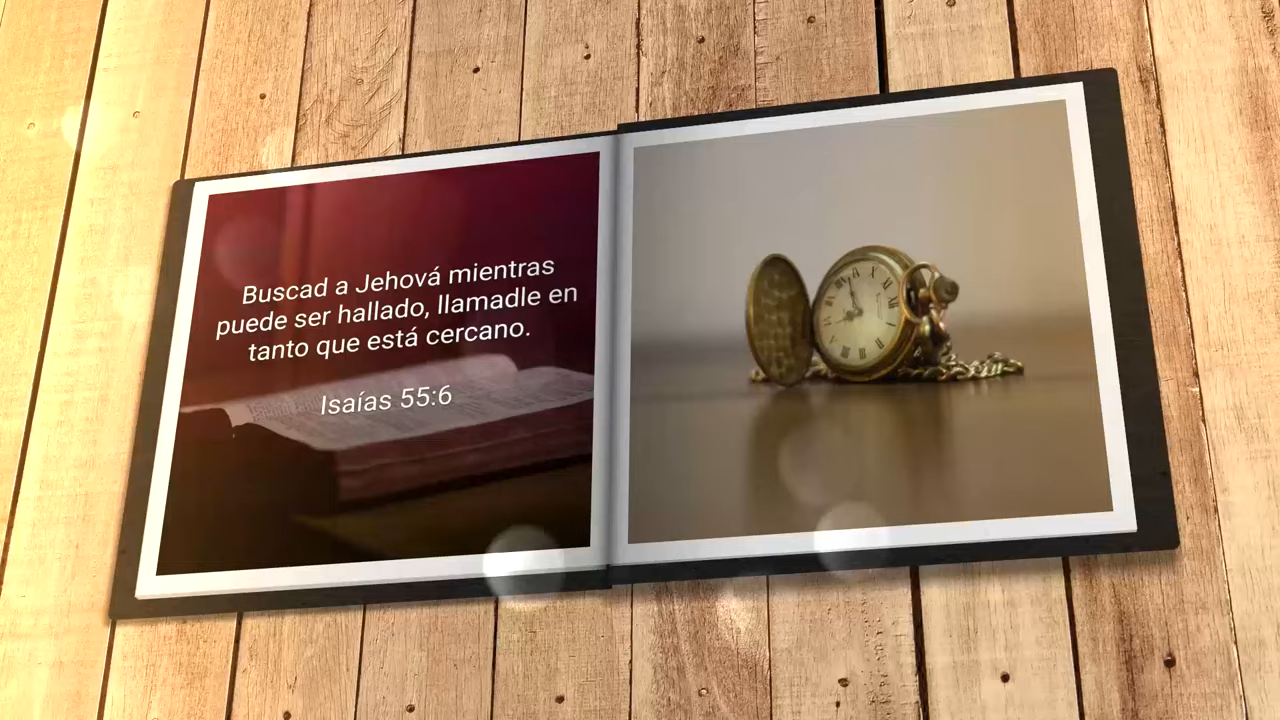 Buscad a Jehová mientras
puede ser hallado, llamadle en
tanto que está cercano.
Isaías 55:6